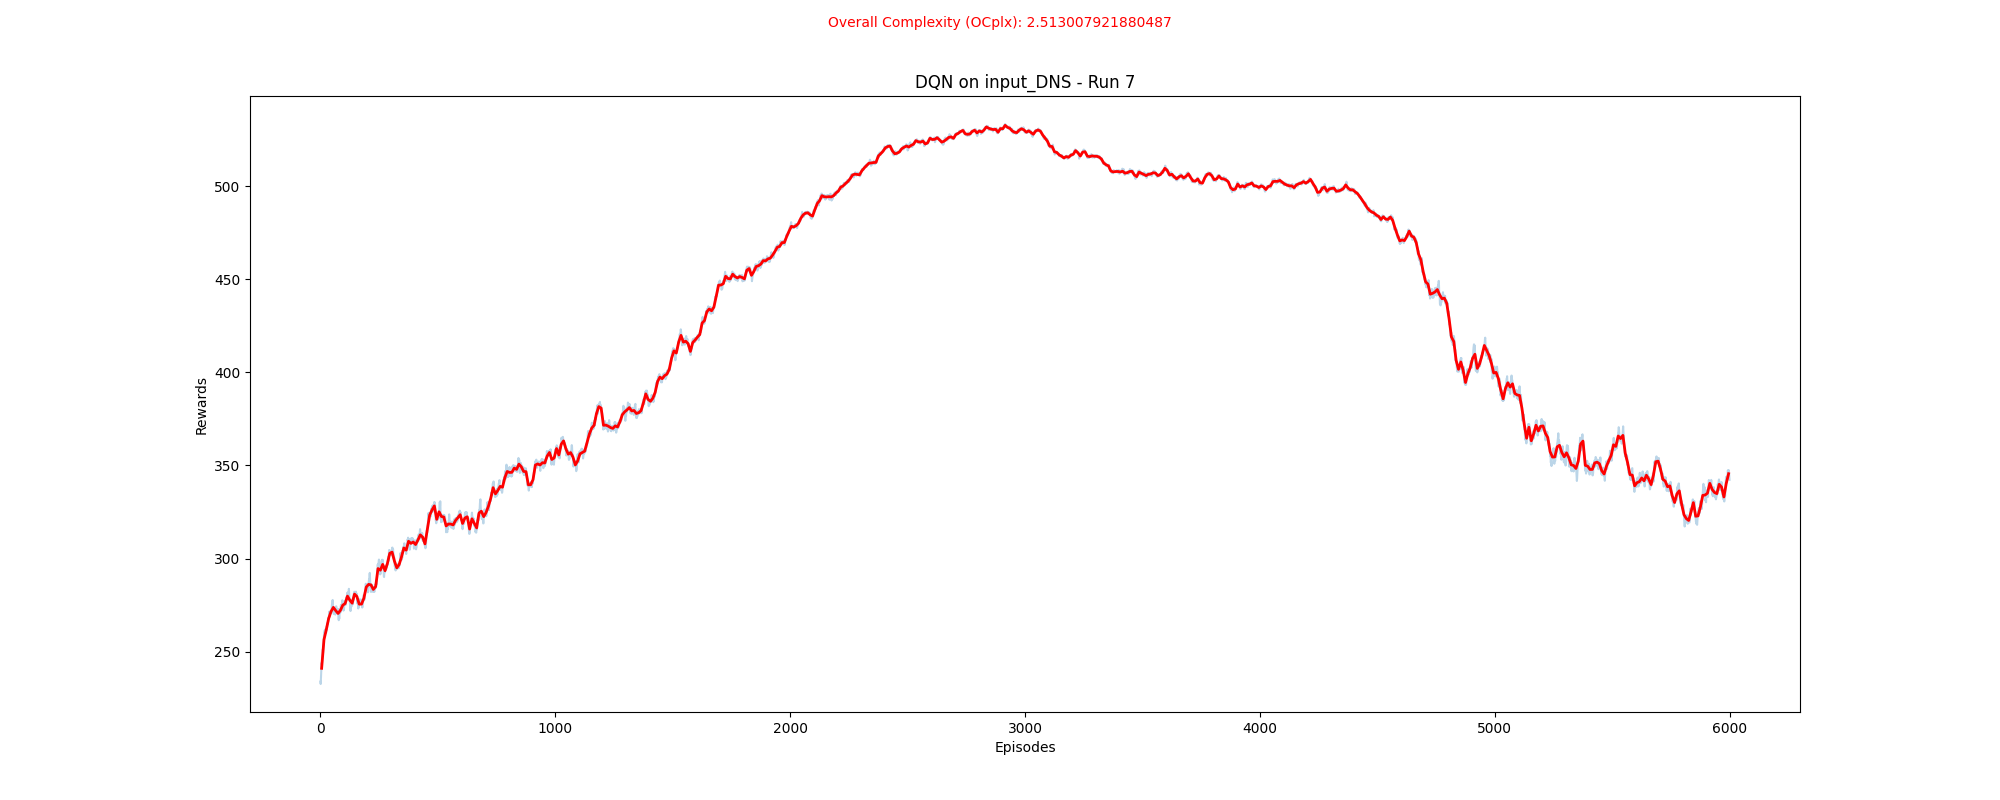 Overall Complexity (OCplx): 2.513007921880487
DQN on input_DNS - Run 7
500
450
400
350
300
250
Rewards
0 1000 2000 3000 4000 5000 6000
Episodes